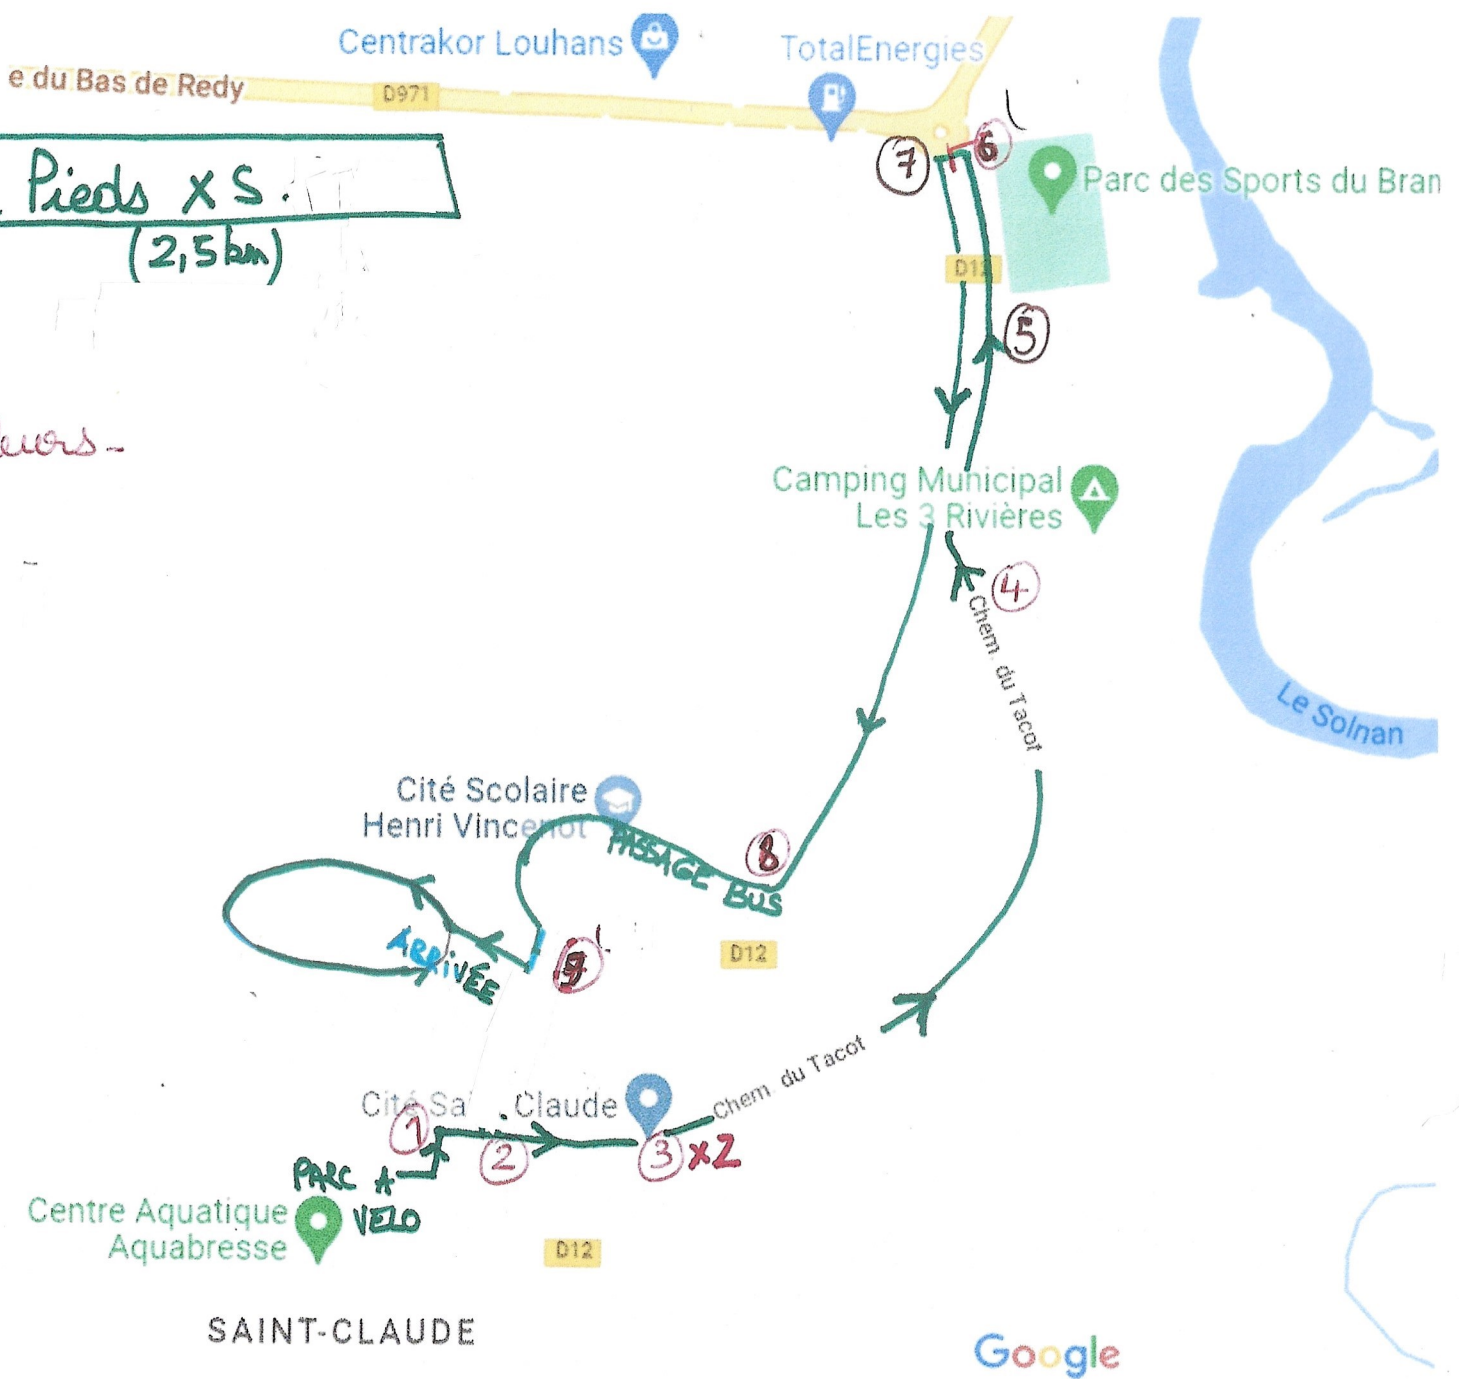 Centrakor Louhans
TotalEnergies
e du Bas de Redy
D971
Pieds XS.
(2,5 km)
7
6
Parc des Sports du Bran
D12
5
Camping Municipal
Les 3 Rivières
4
Chem. du Tacot
Le Solnan
Cité Scolaire
Henri Vincenot
PASSAGE BUS
8
ARRIVÉE
D12
Chem. du Tacot
Cité Sa Claude
1
2
3 x2
PARC A
VELO
Centre Aquatique
Aquabresse
D12
SAINT-CLAUDE
Google